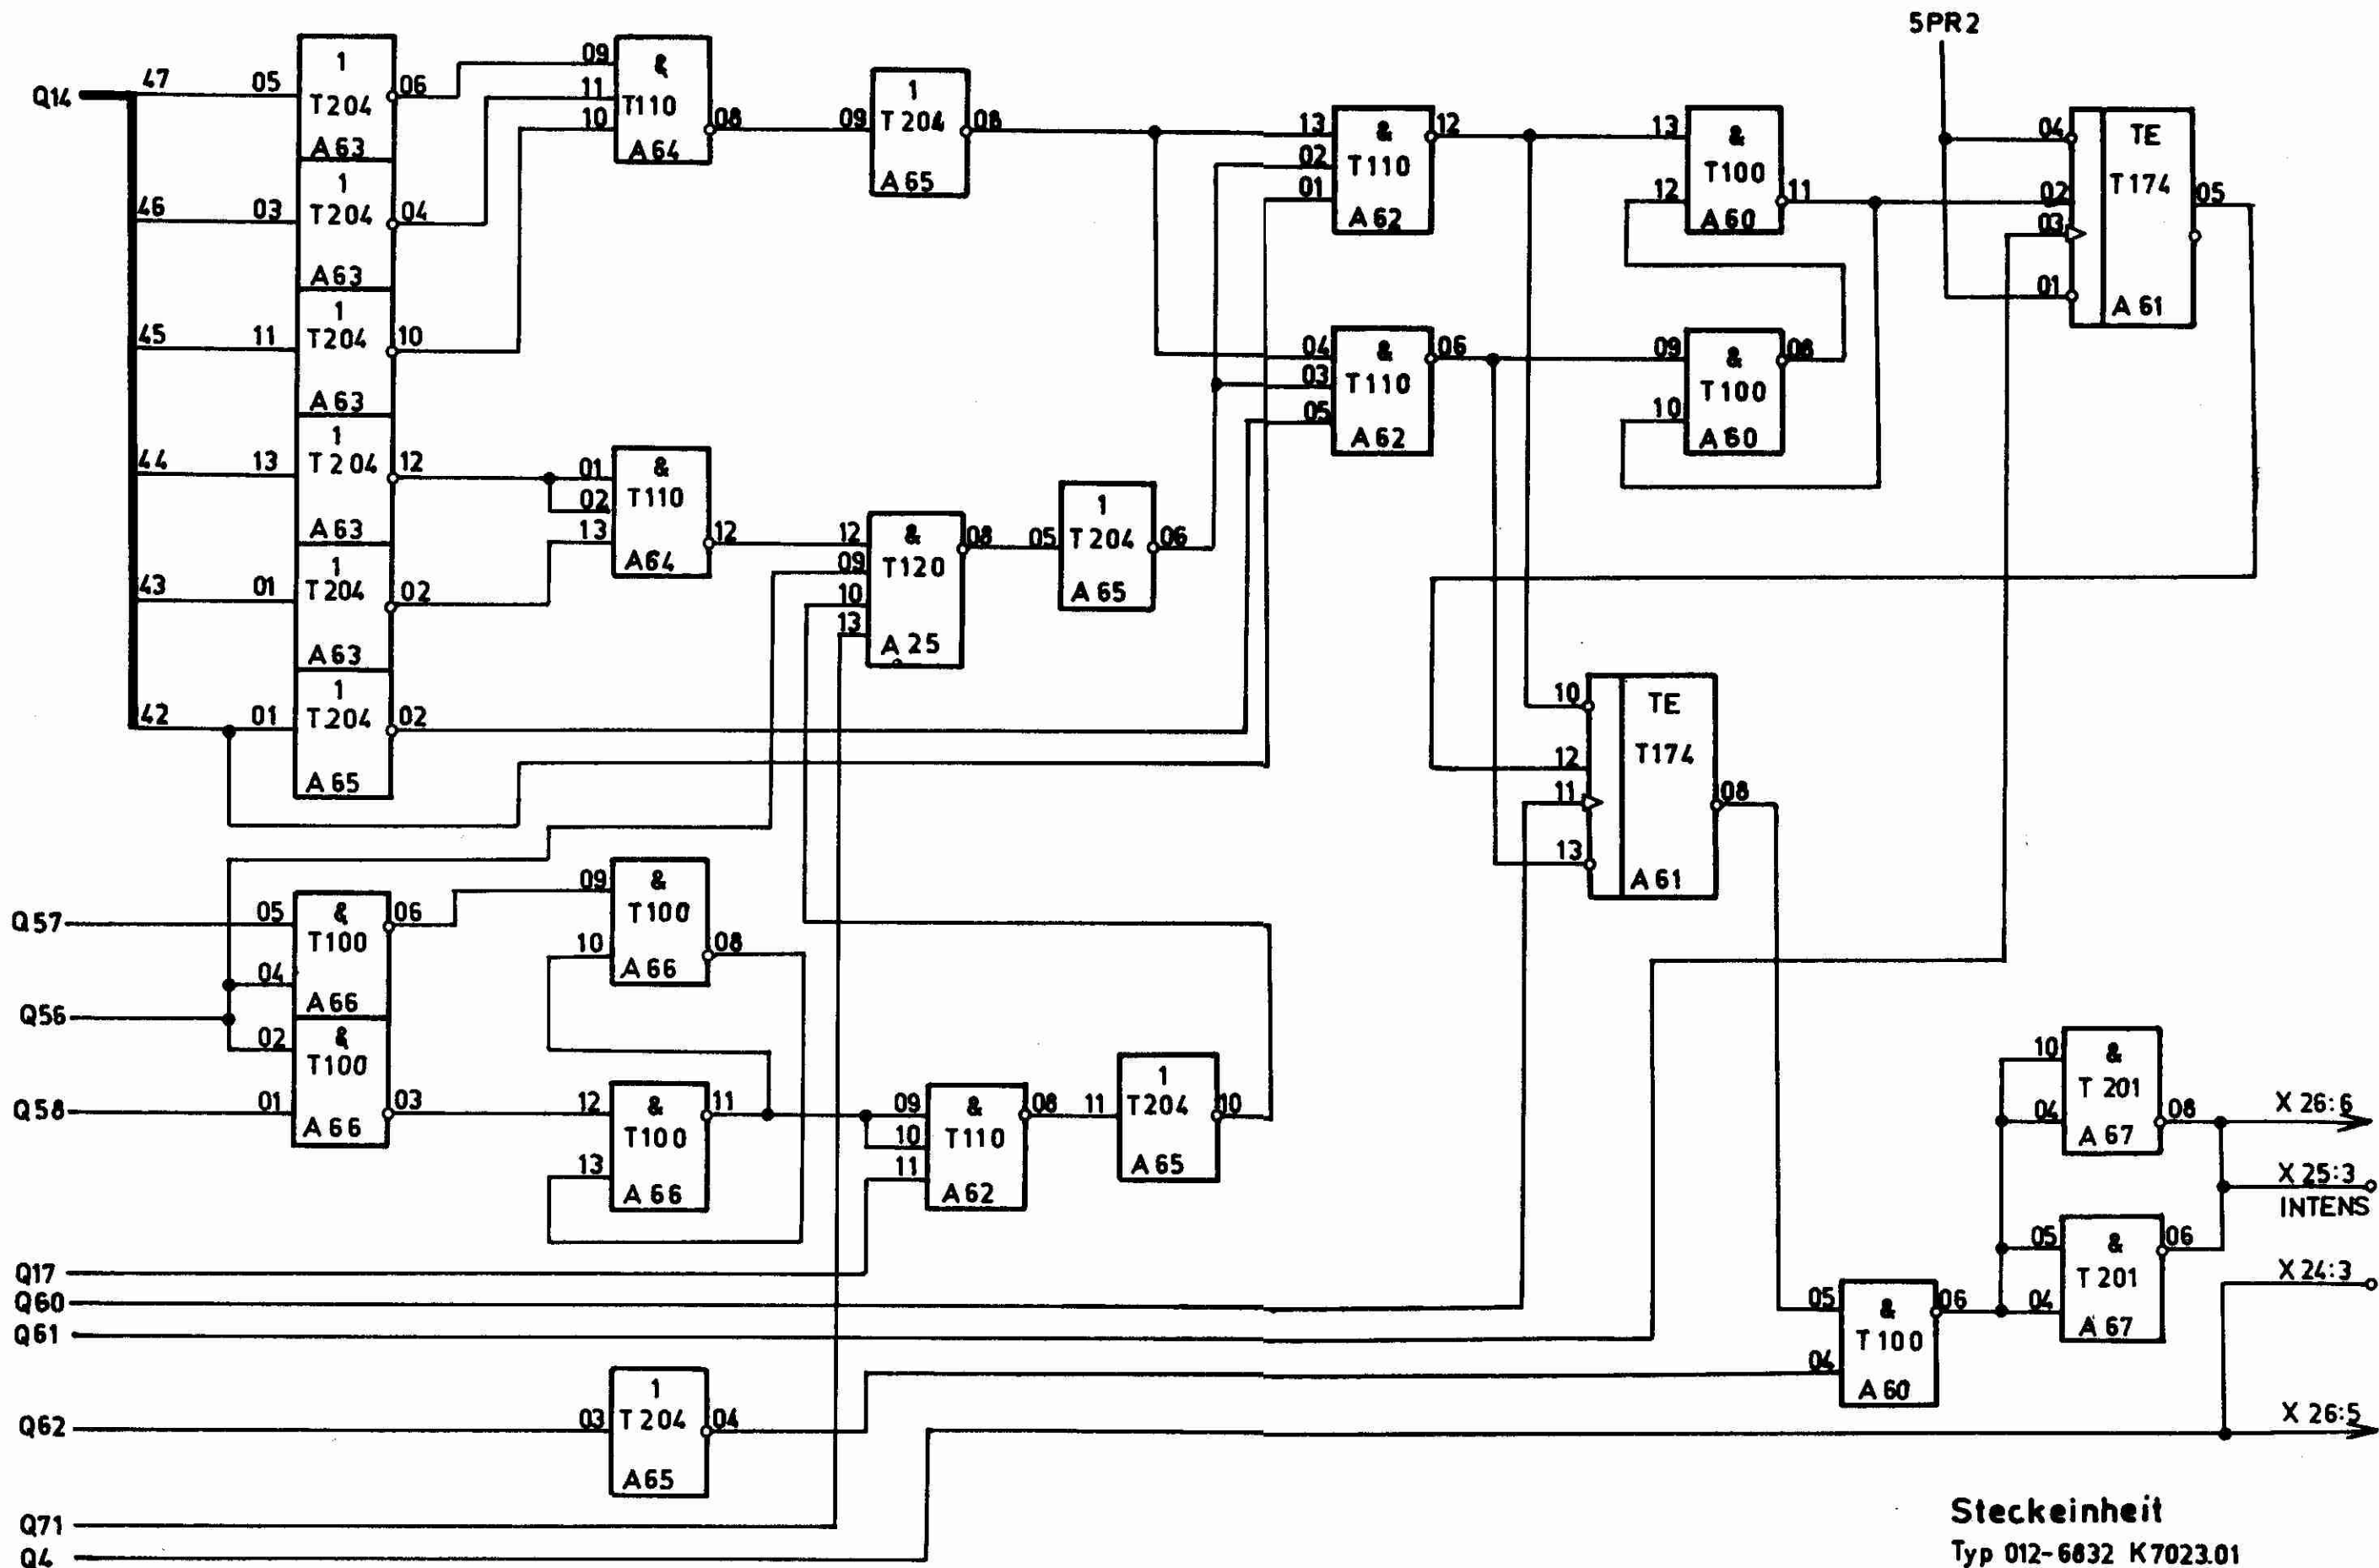 5PR2
Q14
47 05 1 T204 A63 06
46 03 1 T204 A63 04
45 11 1 T204 A63 10
44 13 1 T204 A63 12
43 01 1 T204 A63 02
42 01 1 T204 A65 02
09 11 10 & T110 A64 08
09 1 T204 A65 08
13 02 01 & T110 A62 12
13 12 & T100 A60 11
04 02 03 01 TE T174 A61 05
04 03 05 & T110 A62 06
09 10 & T100 A60 08
01 02 13 & T110 A64 12
12 09 10 13 & T120 A25 08
05 1 T204 A65 06
10 12 11 13 TE T174 A61 08
Q57
05 04 & T100 A66 06
Q56
02 01 & T100 A66 03
Q58
09 10 & T100 A66 08
12 13 & T100 A66 11
09 10 11 & T110 A62 08
11 1 T204 A65 10
10 04 & T201 A67 08
X26:6
X25:3
INTENS
05 04 & T201 A67 06
X24:3
Q17
Q60
Q61
05 04 & T100 A60 06
Q62
03 1 T204 A65 04
X26:5
Q71
Q4
Steckeinheit
Typ 012-6832 K7023.01